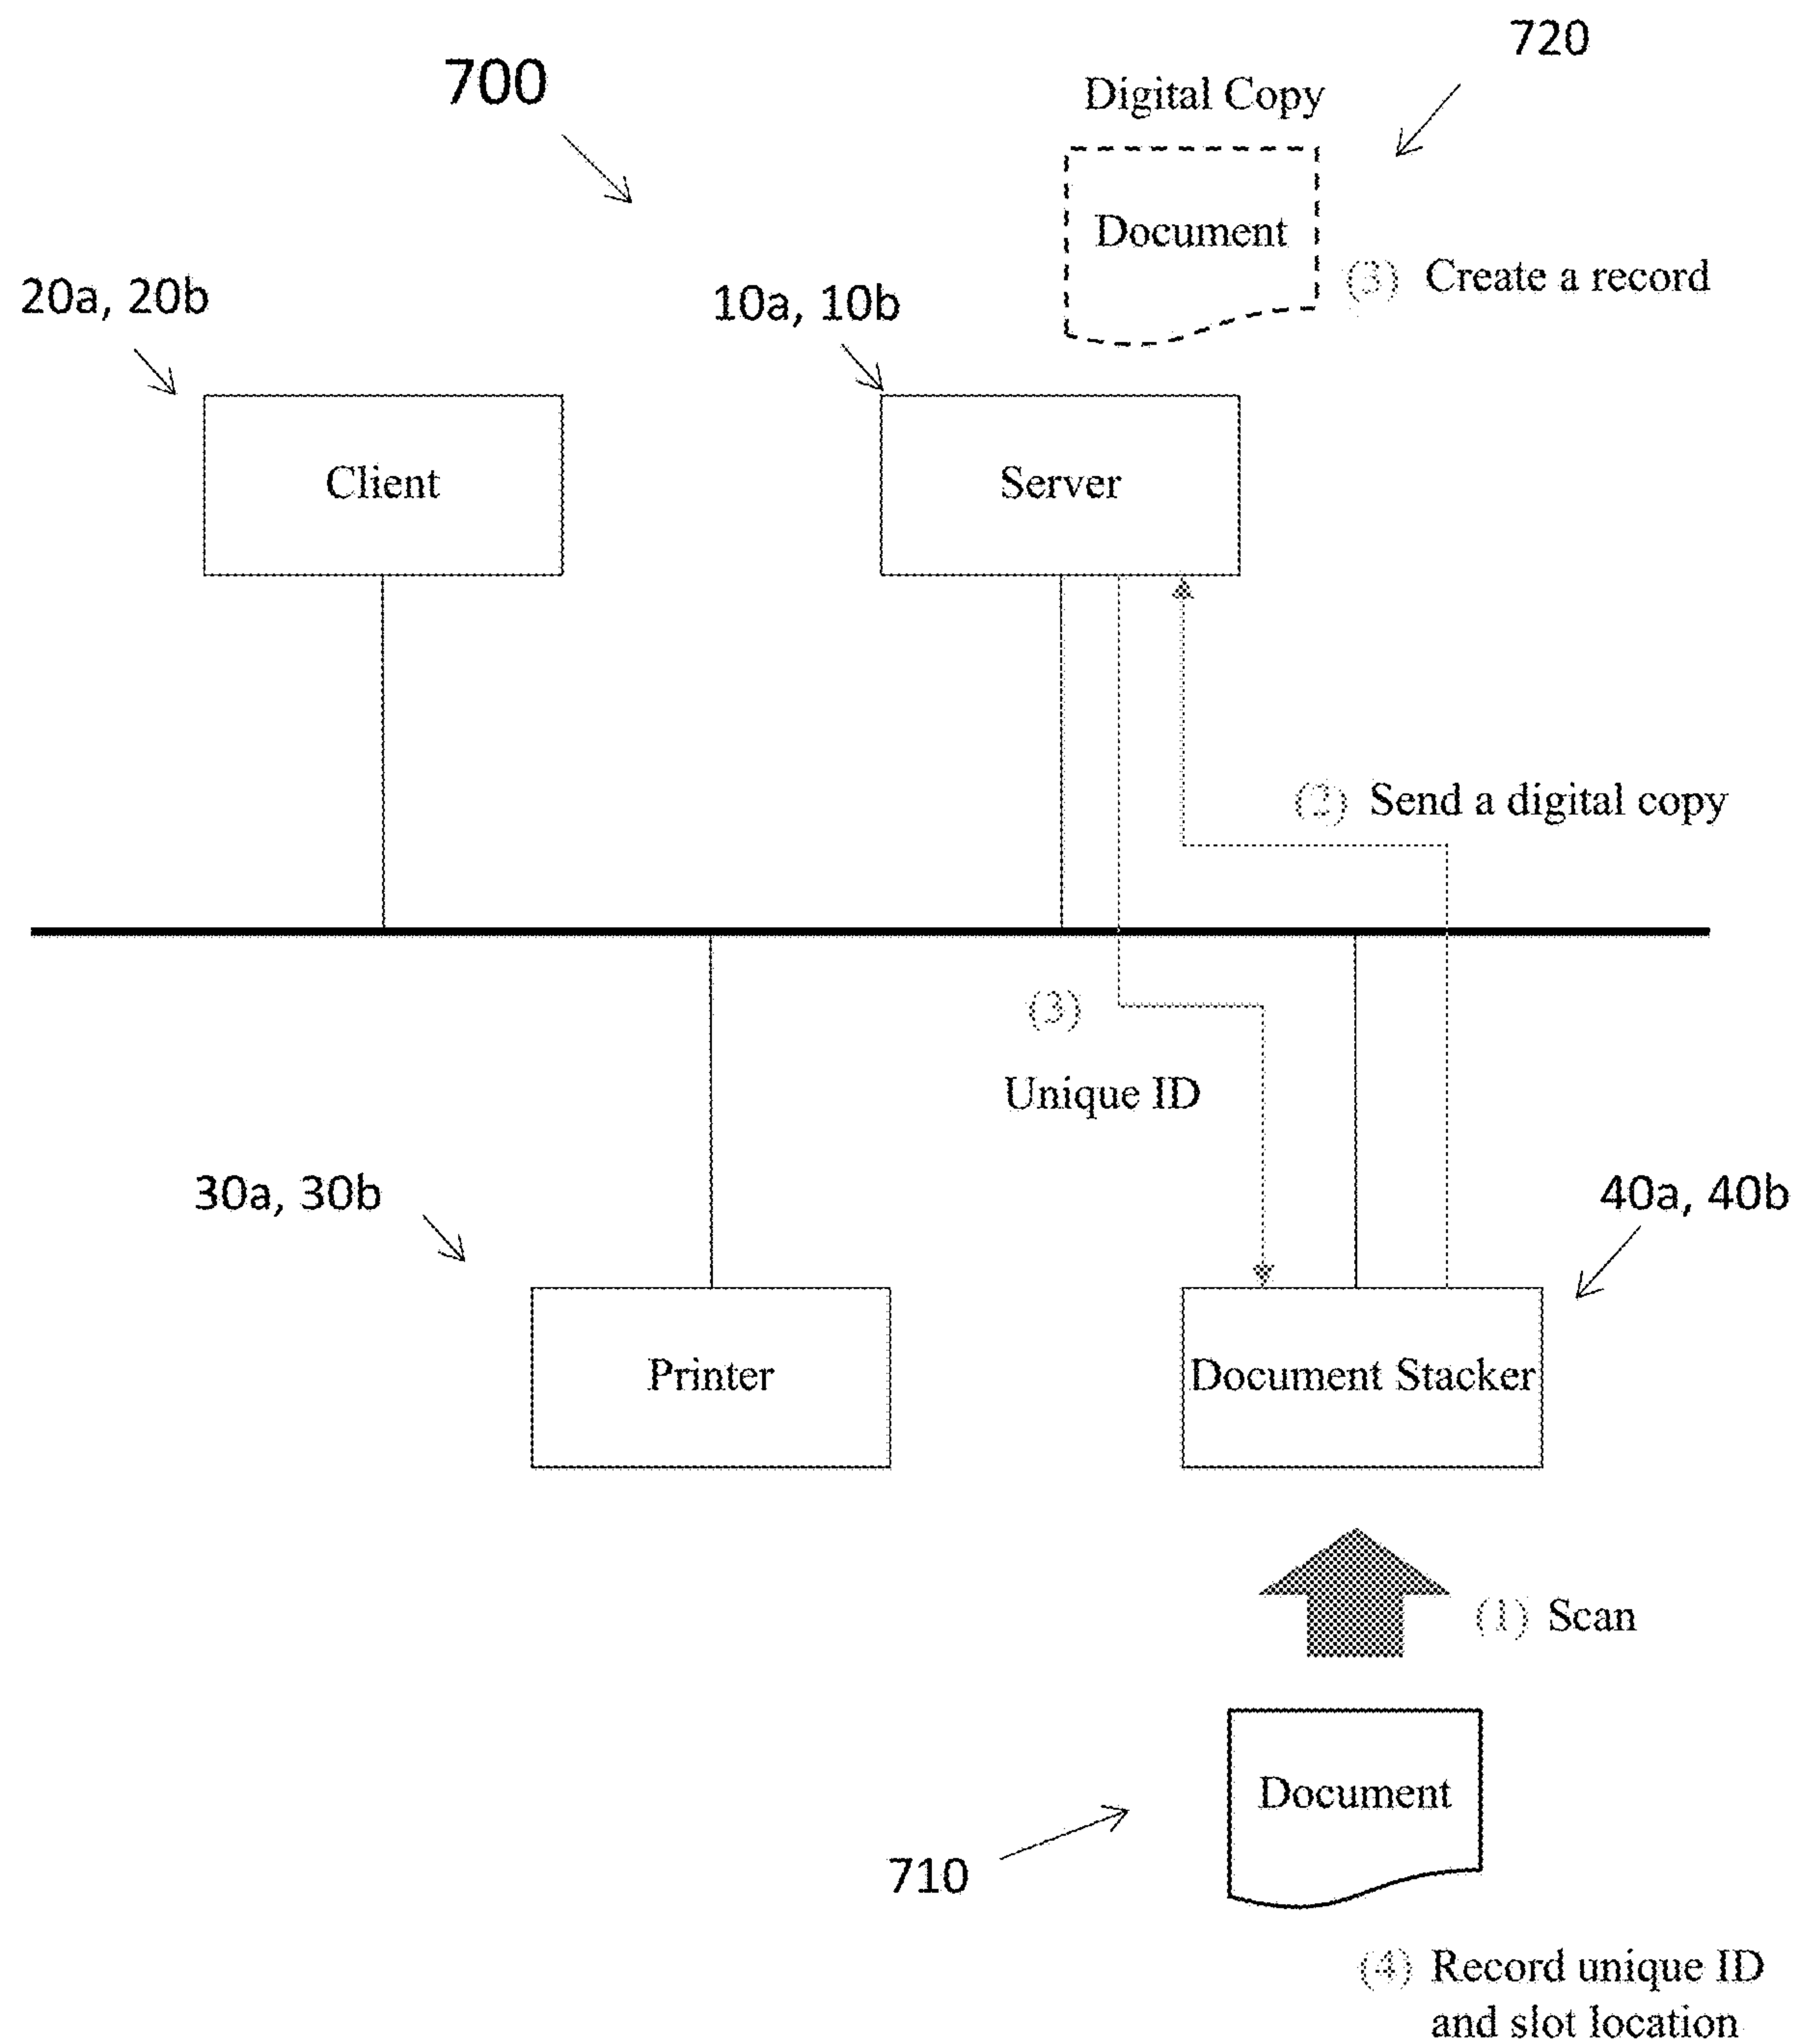 720
700
Digital Copy
Document
(3) Create a record
20a, 20b
10a, 10b
Client
Server
(2) Send a digital copy
(3)
Unique ID
30a, 30b
40a, 40b
Printer
Document Stacker
(1) Scan
Document
710
(4) Record unique ID
and slot location